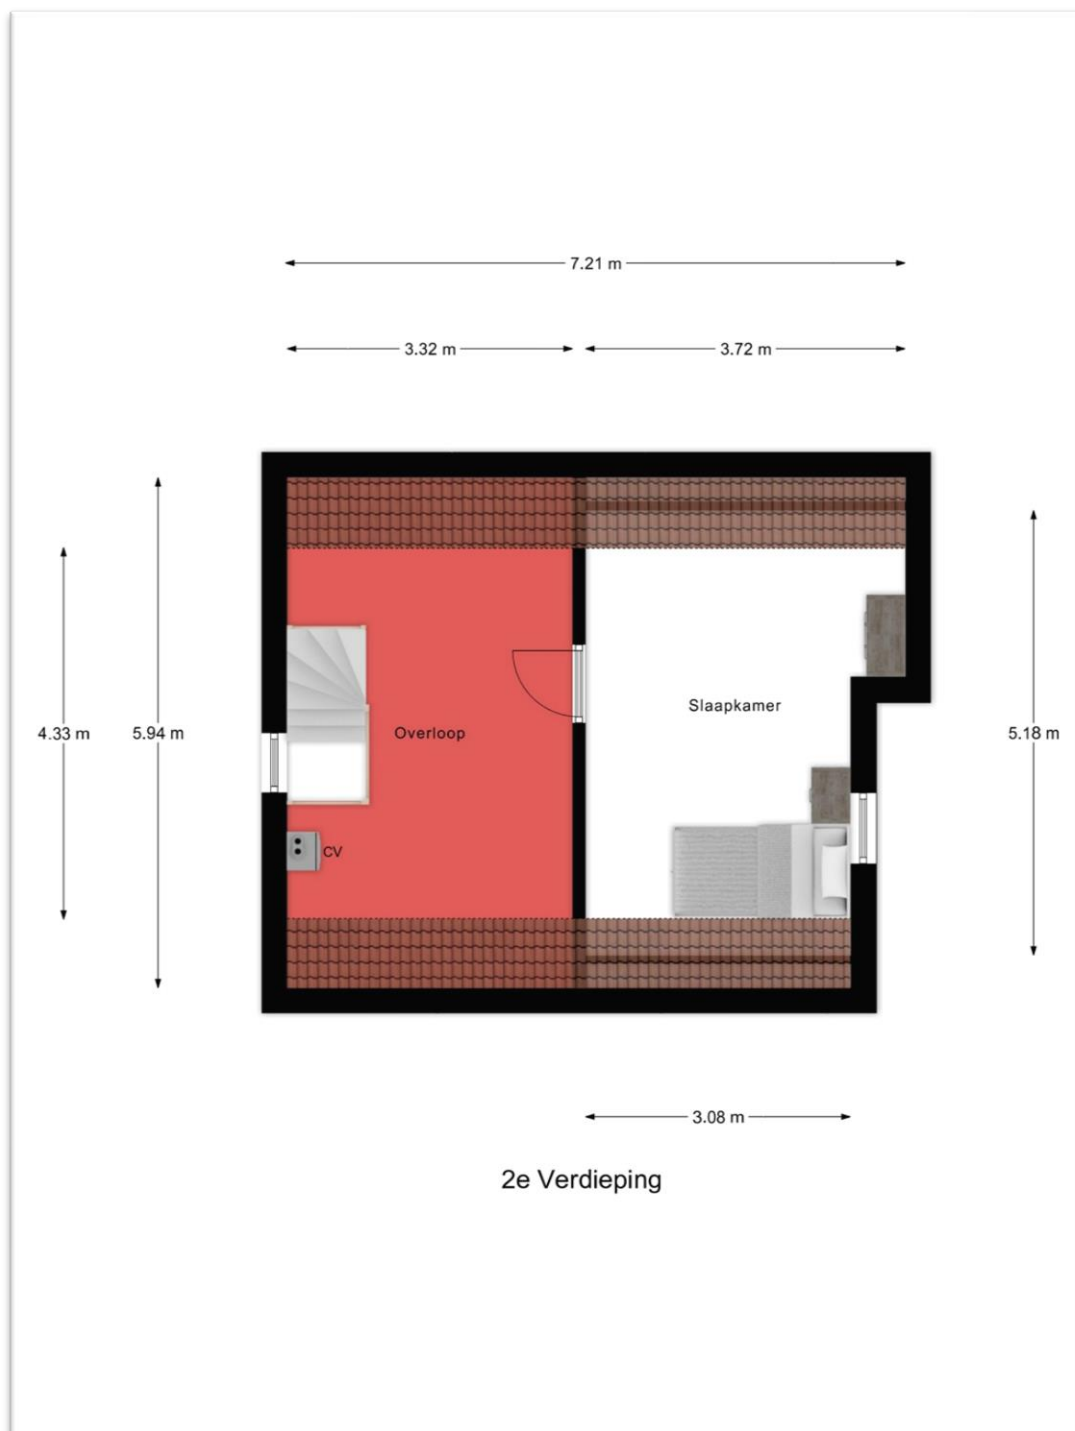 7.21 m
3.32 m
3.72 m
4.33 m
5.94 m
Overloop
Slaapkamer
5.18 m
CV
3.08 m
2e Verdieping